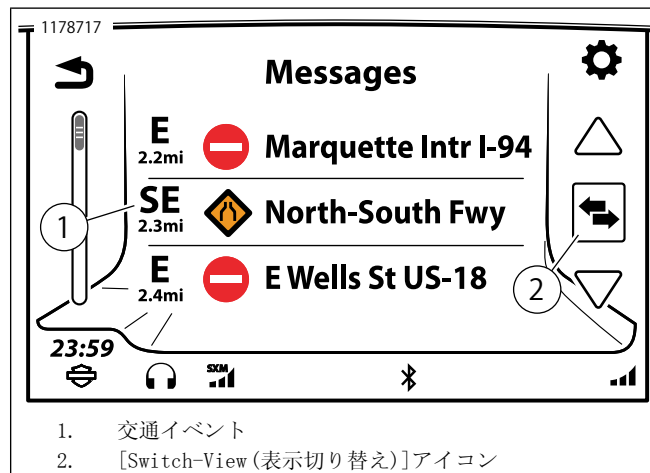 1178717
Messages
E
2.2mi
Marquette Intr I-94
SE
2.3mi
North-South Fwy
E
2.4mi
E Wells St US-18
1
2
23:59
SXM
1. 交通イベント
2. [Switch-View(表示切り替え)]アイコン